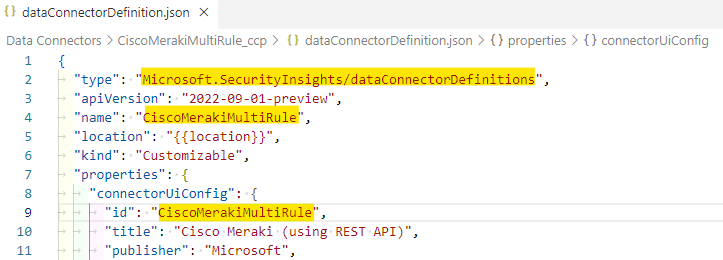 {} dataConnectorDefinition.json ×
Data Connectors > CiscoMerakiMultiRule_ccp > {} dataConnectorDefinition.json > {} properties > {} connectorUiConfig
1 {
2 "type": "Microsoft.SecurityInsights/dataConnectorDefinitions",
3 "apiVersion": "2022-09-01-preview",
4 "name": "CiscoMerakiMultiRule",
5 "location": "{{location}}",
6 "kind": "Customizable",
7 "properties": {
8 "connectorUiConfig": {
9 "id": "CiscoMerakiMultiRule",
10 "title": "Cisco Meraki (using REST API)",
11 "publisher": "Microsoft",